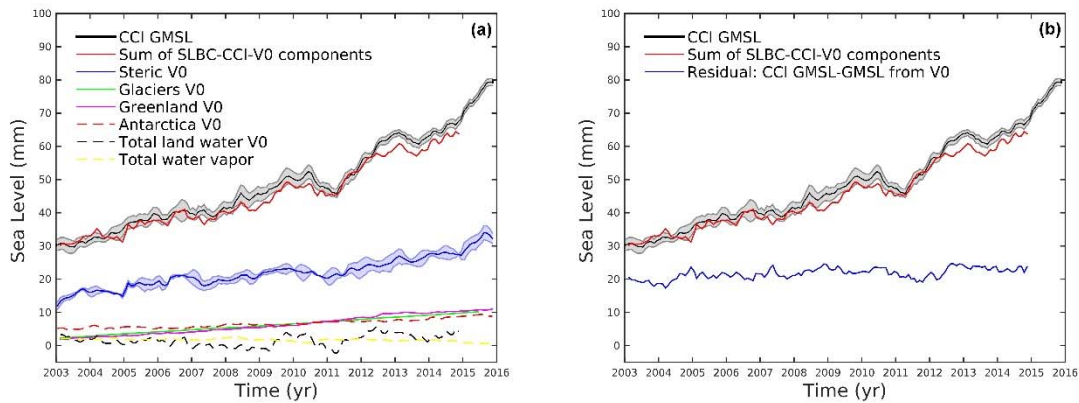 (a)
CCI GMSL
Sum of SLBC-CCI-V0 components
Steric V0
Glaciers V0
Greenland V0
Antarctica V0
Total land water V0
Total water vapor
Sea Level (mm)
100
90
80
70
60
50
40
30
20
10
0
2003 2004 2005 2006 2007 2008 2009 2010 2011 2012 2013 2014 2015 2016
Time (yr)
(b)
CCI GMSL
Sum of SLBC-CCI-V0 components
Residual: CCI GMSL-GMSL from V0
Sea Level (mm)
100
90
80
70
60
50
40
30
20
10
0
2003 2004 2005 2006 2007 2008 2009 2010 2011 2012 2013 2014 2015 2016
Time (yr)